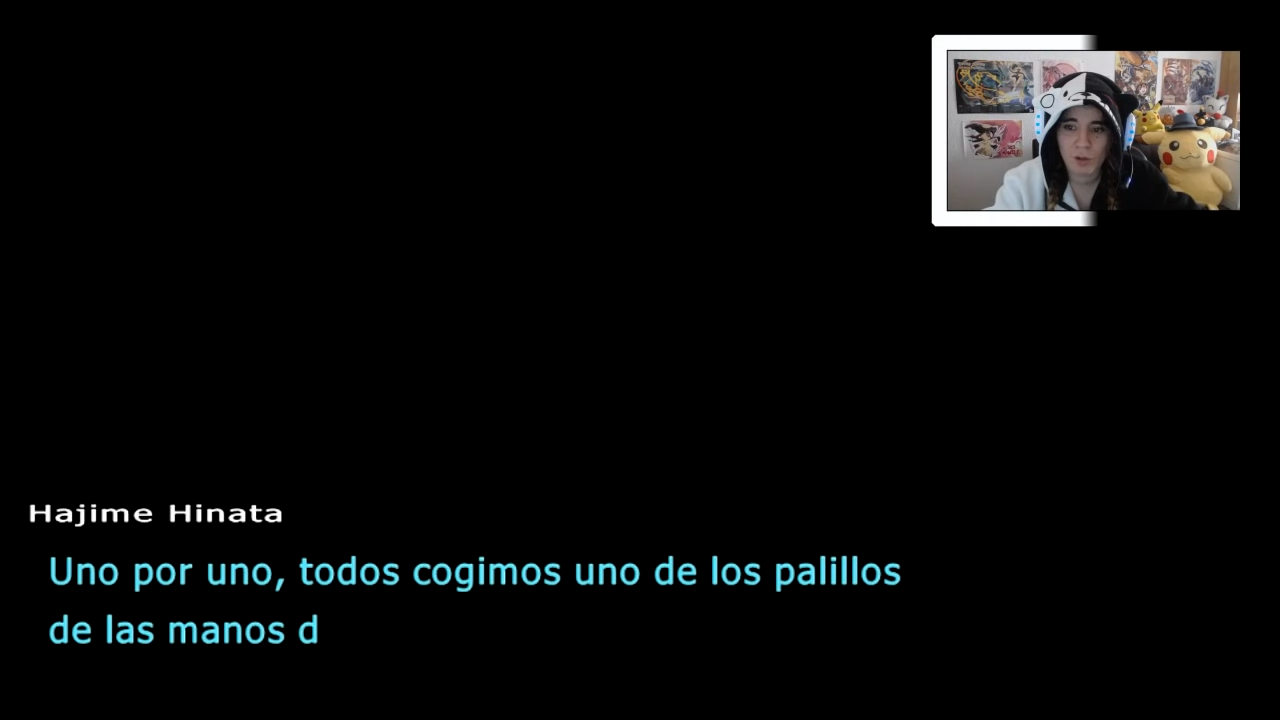 Hajime Hinata
Uno por uno, todos cogimos uno de los palillos
de las manos d